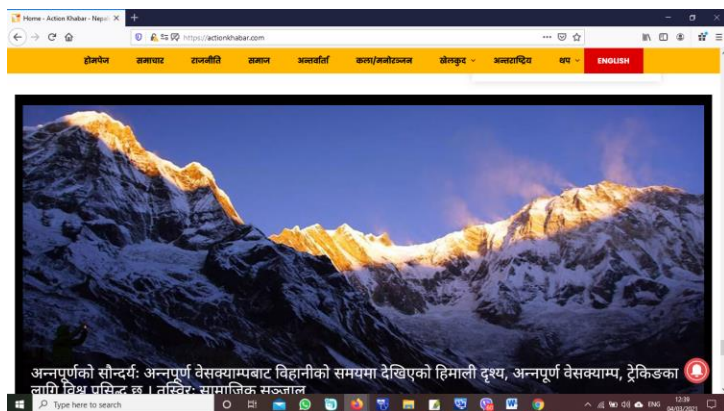 Home - Action Khabar - Nepali
https://actionkhabar.com
होमपेज समाचार राजनीति समाज अन्तर्वार्ता कला/मनोरञ्जन खेलकुद अन्तराष्ट्रिय थप ENGLISH
अन्नपूर्णको सौन्दर्यः अन्नपूर्ण वेसक्याम्पबाट विहानीको समयमा देखिएको हिमाली दृश्य, अन्नपूर्ण वेसक्याम्प, ट्रेकिङका
लागि विश्व प्रसिद्ध छ । तस्विरः सामाजिक सञ्जाल
Type here to search
ENG
12:39
04/03/2021